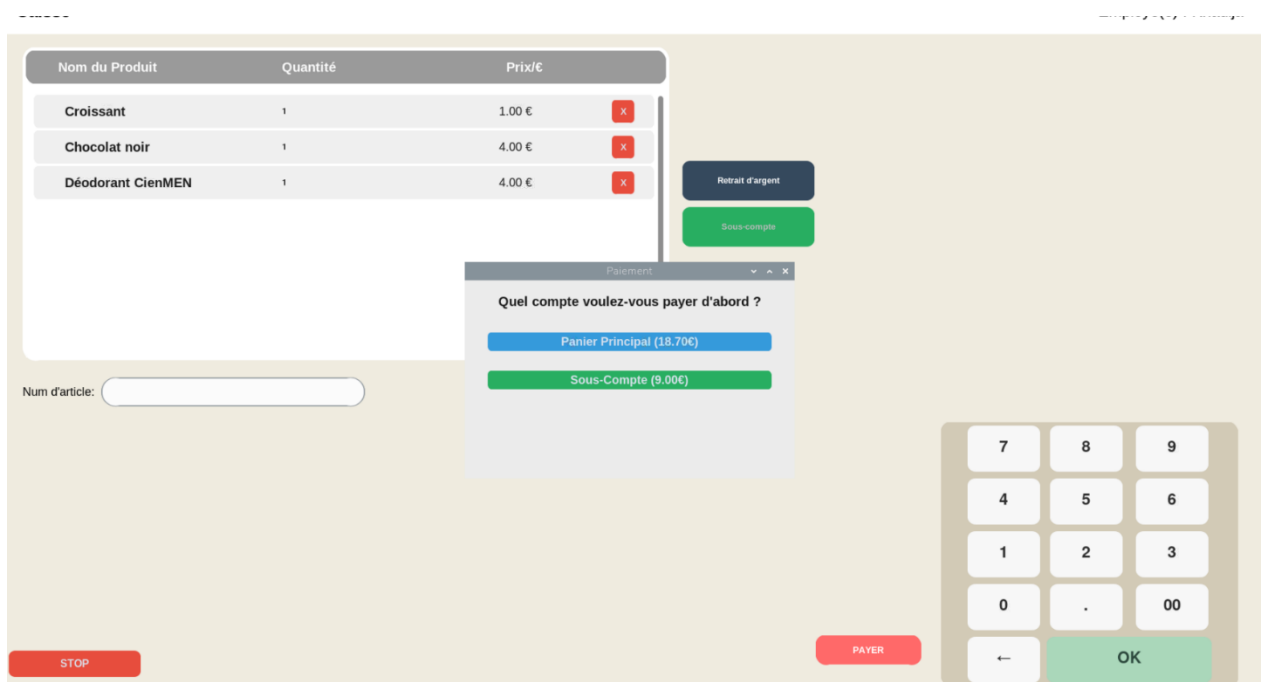 Nom du Produit Quantité Prix/€
Croissant 1 1.00 € X
Chocolat noir 1 4.00 € X
Déodorant CienMEN 1 4.00 € X
Retrait d'argent
Sous-compte
Paiement
Quel compte voulez-vous payer d'abord ?
Panier Principal (18.70€)
Sous-Compte (9.00€)
Num d'article:
7 8 9
4 5 6
1 2 3
0 . 00
← OK
PAYER
STOP